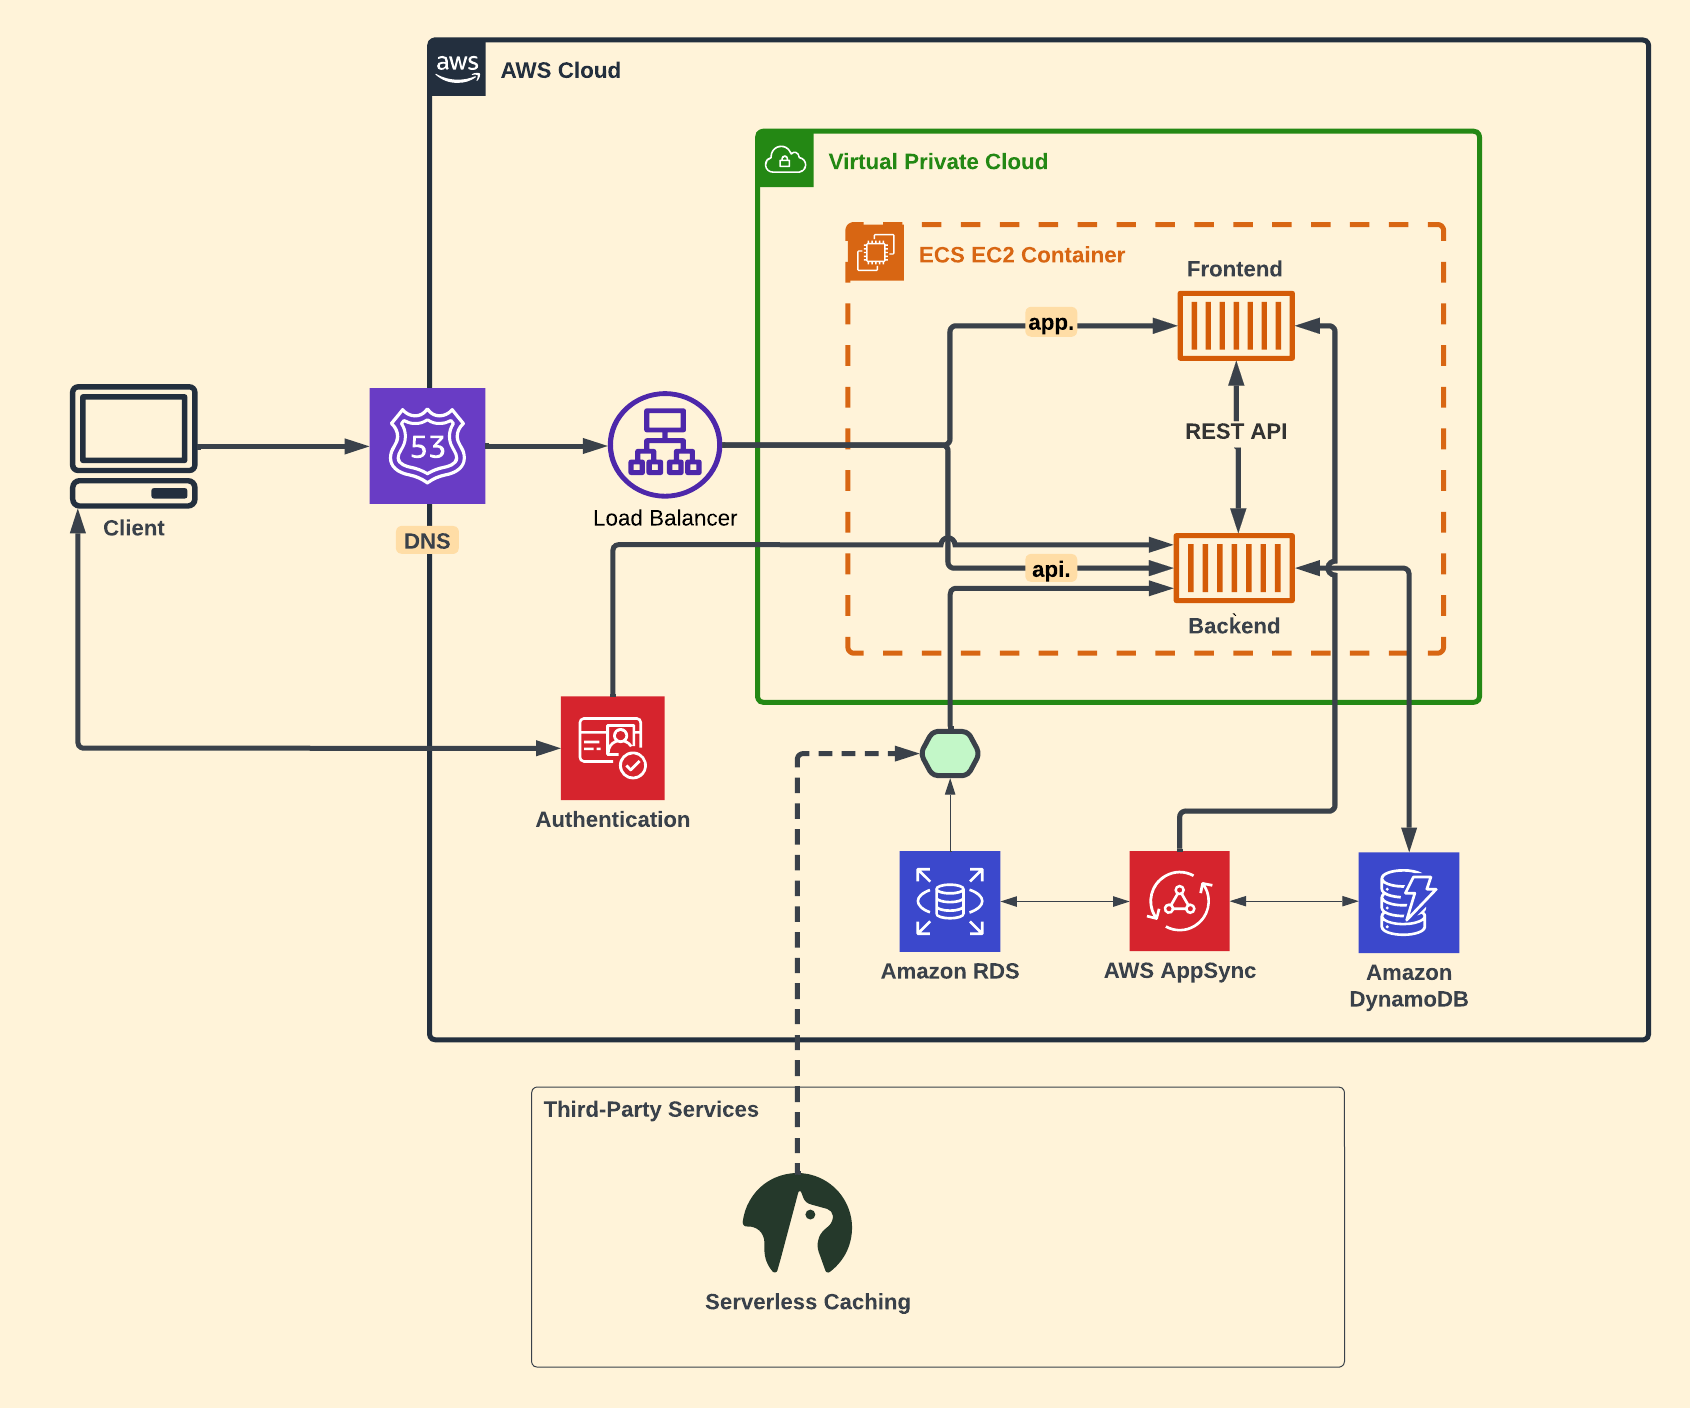 aws
AWS Cloud
Virtual Private Cloud
ECS EC2 Container
Frontend
app.
REST API
53
Client
DNS
Load Balancer
api.
Backend
Authentication
Amazon RDS
AWS AppSync
Amazon
DynamoDB
Third-Party Services
Serverless Caching